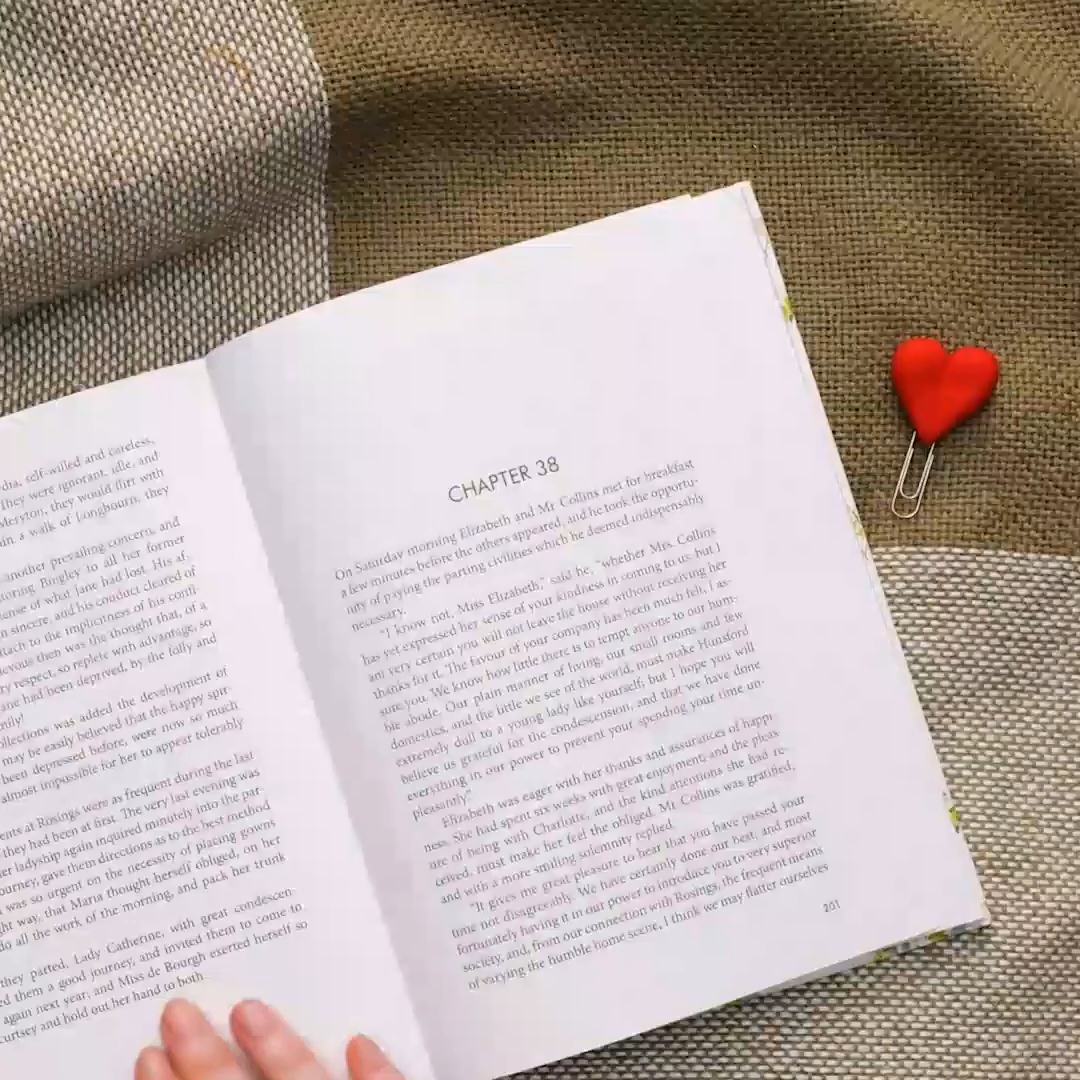 dia, self-willed and careless,
They were ignorant, idle, and
Meryton, they would flirt with
in a walk of Longbourn, they
another prevailing concern, and
toring Bingley to all her former
nse of what Jane had lost. His af-
n sincere, and his conduct cleared of
ttach to the implicitness of his confi-
evous then was the thought that, of a
ry respect, so replete with advantage, so
ane had been deprived, by the folly and
mily!
ollections was added the development of
may be easily believed that the happy spir-
been depressed before, were now so much
almost impossible for her to appear tolerably
ents at Rosings were as frequent during the last
they had been at first. The very last evening was
er ladyship again inquired minutely into the par-
ourney, gave them directions as to the best method
was so urgent on the necessity of placing gowns
ht way, that Maria thought herself obliged, on her
do all the work of the morning, and pack her trunk
they parted, Lady Catherine, with great condescen-
ed them a good journey, and invited them to come to
again next year, and Miss de Bourgh exerted herself so
curtsey and hold out her hand to both
CHAPTER 38
On Saturday morning Elizabeth and Mr Collins met for breakfast
a few minutes before the others appeared, and he took the opportu-
nity of paying the parting civilities which he deemed indispensably
necessary.
"I know not, Miss Elizabeth," said he, "whether Mrs. Collins
has yet expressed her sense of your kindness in coming to us; but I
am very certain you will not leave the house without receiving her
thanks for it. The favour of your company has been much felt, I as-
sure you. We know how little there is to tempt anyone to our hum-
ble abode. Our plain manner of living, our small rooms and few
domestics, and the little we see of the world, must make Hunsford
extremely dull to a young lady like yourself; but I hope you will
believe us grateful for the condescension, and that we have done
everything in our power to prevent your spending your time un-
pleasantly."
Elizabeth was eager with her thanks and assurances of happi-
ness. She had spent six weeks with great enjoyment; and the pleas-
ure of being with Charlotte, and the kind attentions she had re-
ceived, must make her feel the obliged. Mr. Collins was gratified,
and with a more smiling solemnity replied.
"It gives me great pleasure to hear that you have passed your
time not disagreeably. We have certainly done our best; and most
fortunately having it in our power to introduce you to very superior
society, and, from our connection with Rosings, the frequent means
of varying the humble home scene, I think we may flatter ourselves
201